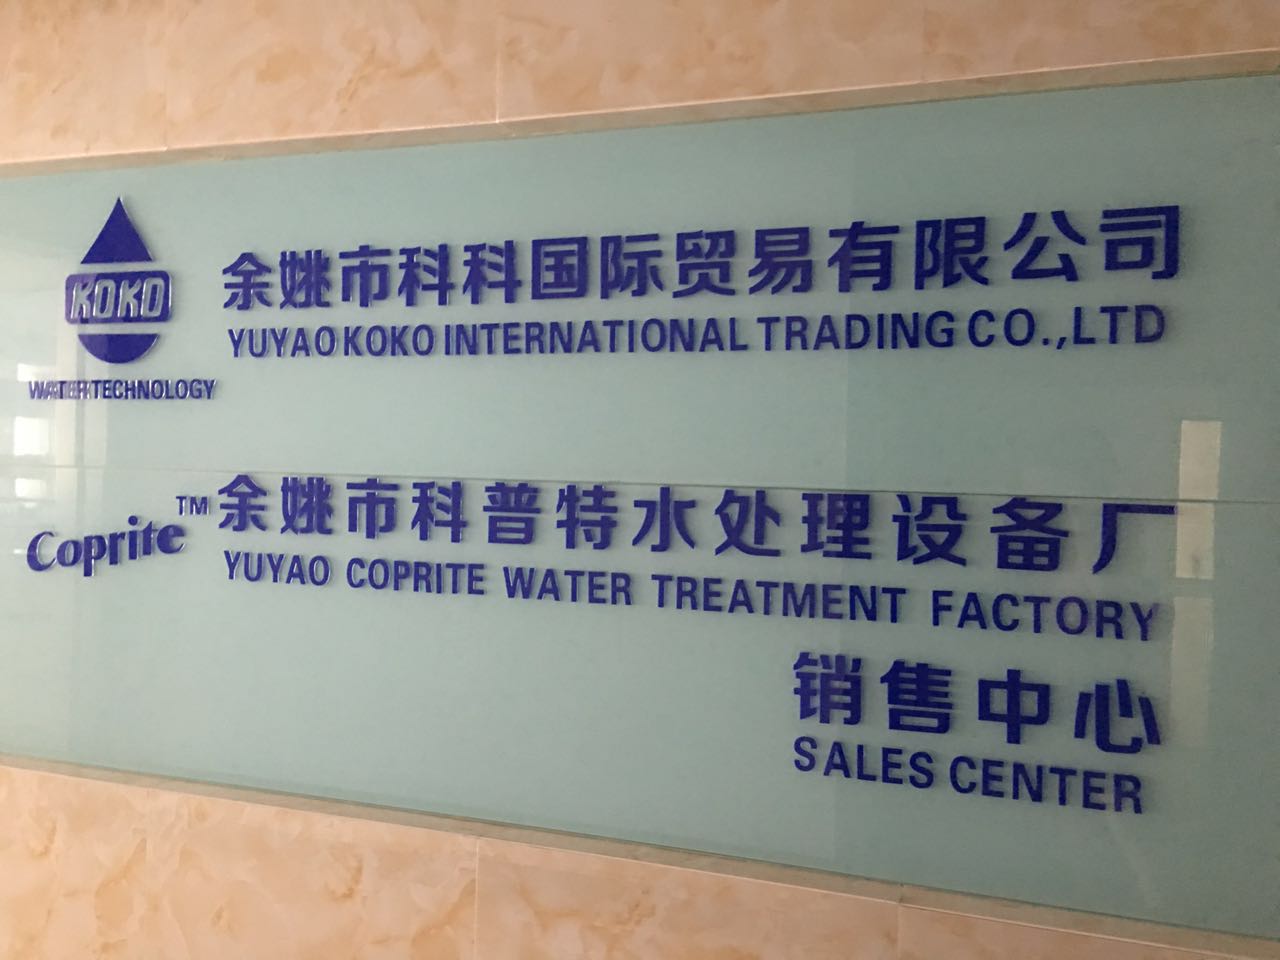 KOKO
WATER TECHNOLOGY
余姚市科科国际贸易有限公司
YUYAO KOKO INTERNATIONAL TRADING CO.,LTD
Coprite™
余姚市科普特水处理设备厂
YUYAO COPRITE WATER TREATMENT FACTORY
销售中心
SALES CENTER